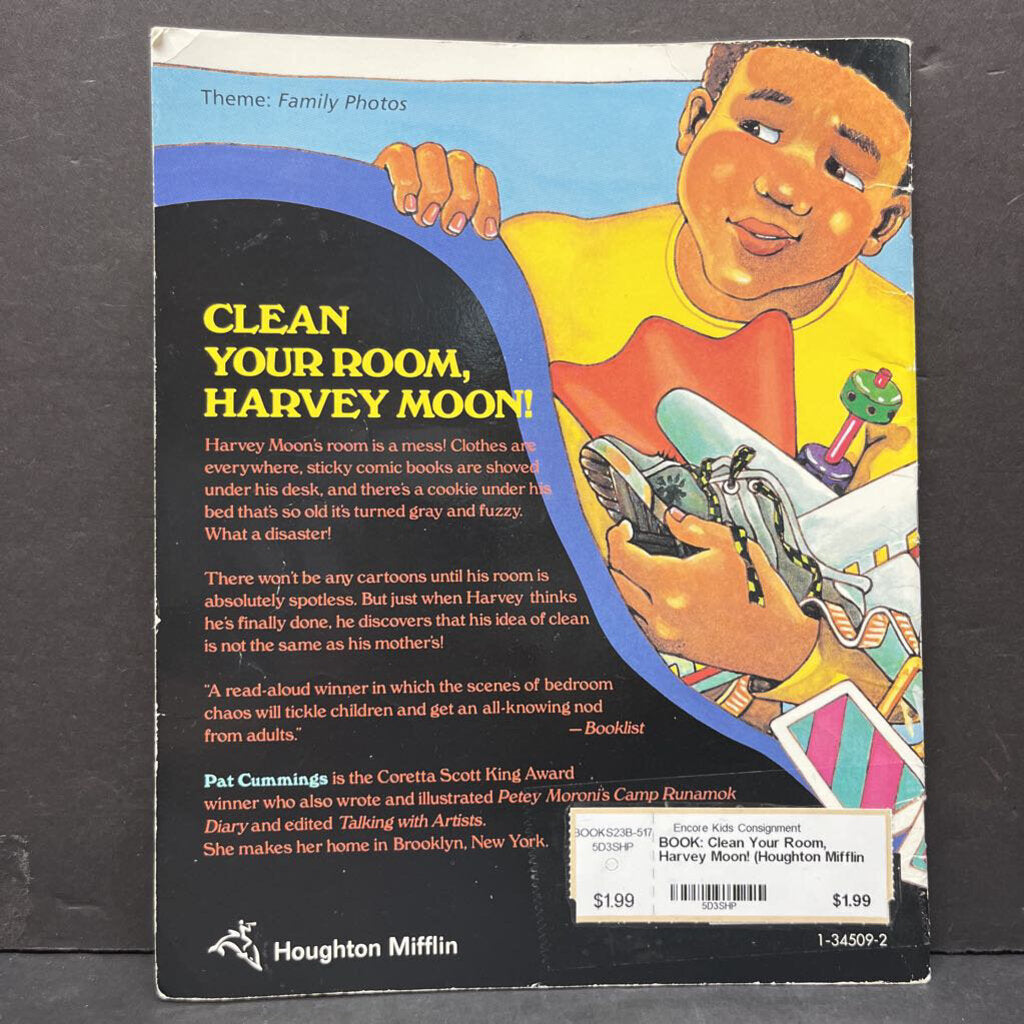 Theme: Family Photos
CLEAN
YOUR ROOM,
HARVEY MOON!
Harvey Moon's room is a mess! Clothes are
everywhere, sticky comic books are shoved
under his desk, and there's a cookie under his
bed that's so old it's turned gray and fuzzy.
What a disaster!
There won't be any cartoons until his room is
absolutely spotless. But just when Harvey thinks
he's finally done, he discovers that his idea of clean
is not the same as his mother's!
"A read-aloud winner in which the scenes of bedroom
chaos will tickle children and get an all-knowing nod
from adults."
—Booklist
Pat Cummings is the Coretta Scott King Award
winner who also wrote and illustrated Petey Moroni's Camp Runamok
Diary and edited Talking with Artists.
She makes her home in Brooklyn, New York.
BOOKS23B-517
5D3SHP
$1.99
Encore Kids Consignment
BOOK: Clean Your Room,
Harvey Moon! (Houghton Mifflin
5D3SHP
$1.99
Houghton Mifflin
1-34509-2